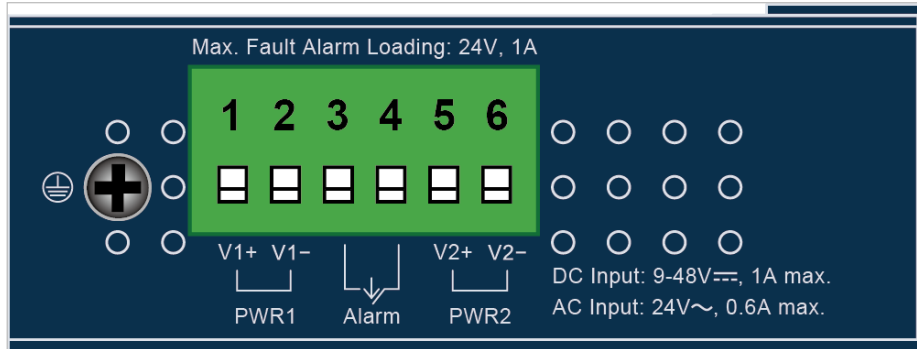 Max. Fault Alarm Loading: 24V, 1A
1 2 3 4 5 6
V1+ V1− V2+ V2−
PWR1 Alarm PWR2
DC Input: 9-48V⎓, 1A max.
AC Input: 24V∼, 0.6A max.